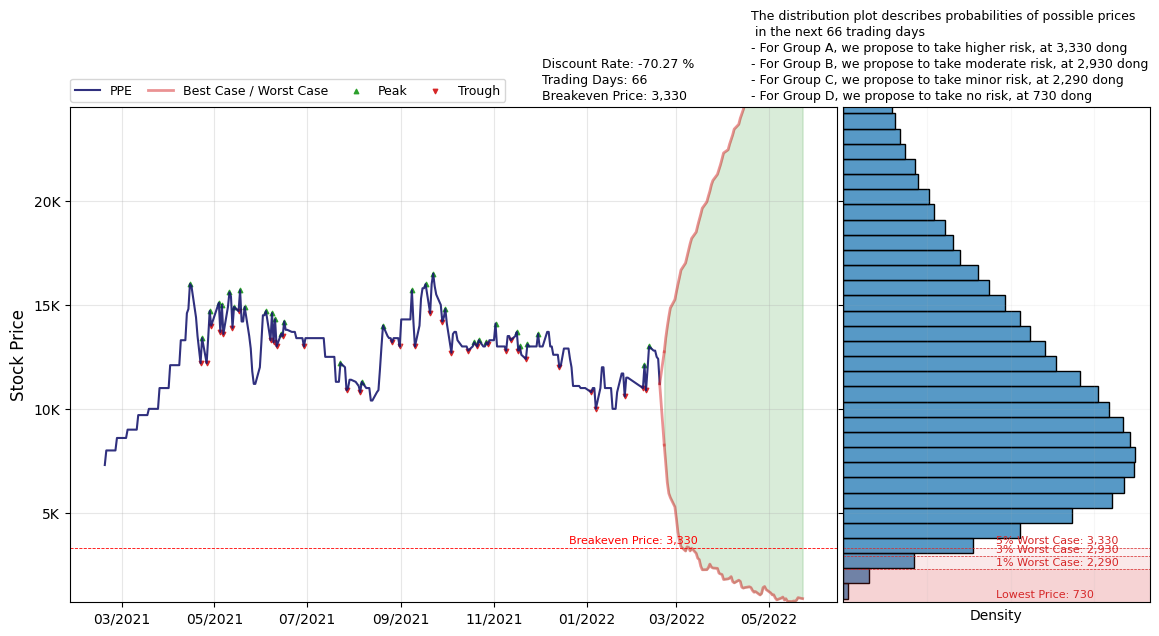 The distribution plot describes probabilities of possible prices
in the next 66 trading days
- For Group A, we propose to take higher risk, at 3,330 dong
- For Group B, we propose to take moderate risk, at 2,930 dong
- For Group C, we propose to take minor risk, at 2,290 dong
- For Group D, we propose to take no risk, at 730 dong
Discount Rate: -70.27 %
Trading Days: 66
Breakeven Price: 3,330
PPE
Best Case / Worst Case
Peak
Trough
Stock Price
20K
15K
10K
5K
Breakeven Price: 3,330
03/2021
05/2021
07/2021
09/2021
11/2021
01/2022
03/2022
05/2022
5% Worst Case: 3,330
3% Worst Case: 2,930
1% Worst Case: 2,290
Lowest Price: 730
Density